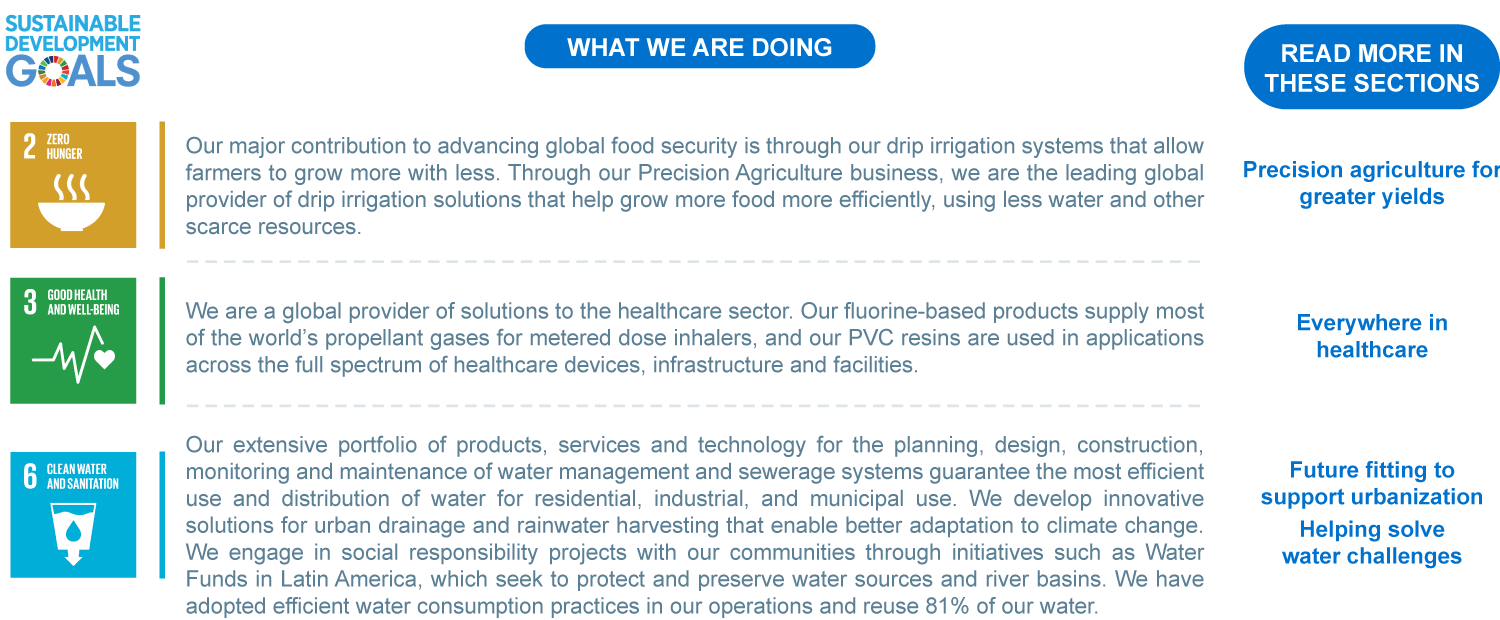 SUSTAINABLE
DEVELOPMENT
GOALS
WHAT WE ARE DOING
READ MORE IN
THESE SECTIONS
2 ZERO
HUNGER
Our major contribution to advancing global food security is through our drip irrigation systems that allow
farmers to grow more with less. Through our Precision Agriculture business, we are the leading global
provider of drip irrigation solutions that help grow more food more efficiently, using less water and other
scarce resources.
Precision agriculture for
greater yields
3 GOOD HEALTH
AND WELL-BEING
We are a global provider of solutions to the healthcare sector. Our fluorine-based products supply most
of the world’s propellant gases for metered dose inhalers, and our PVC resins are used in applications
across the full spectrum of healthcare devices, infrastructure and facilities.
Everywhere in
healthcare
6 CLEAN WATER
AND SANITATION
Our extensive portfolio of products, services and technology for the planning, design, construction,
monitoring and maintenance of water management and sewerage systems guarantee the most efficient
use and distribution of water for residential, industrial, and municipal use. We develop innovative
solutions for urban drainage and rainwater harvesting that enable better adaptation to climate change.
We engage in social responsibility projects with our communities through initiatives such as Water
Funds in Latin America, which seek to protect and preserve water sources and river basins. We have
adopted efficient water consumption practices in our operations and reuse 81% of our water.
Future fitting to
support urbanization
Helping solve
water challenges